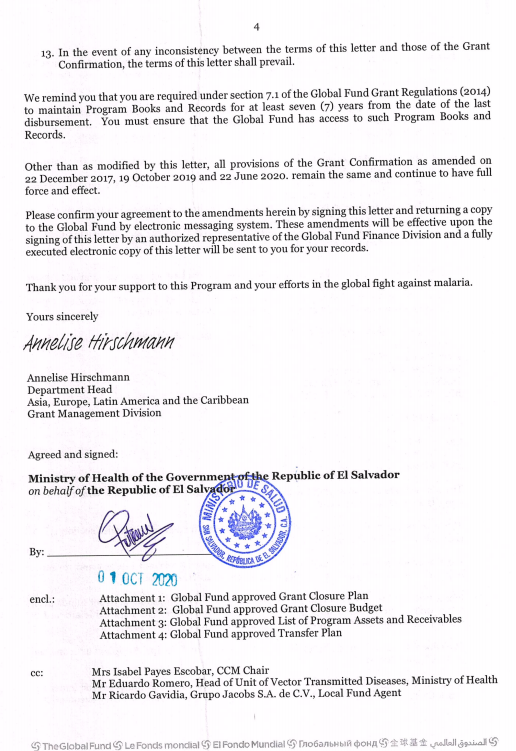 4
13. In the event of any inconsistency between the terms of this letter and those of the Grant
Confirmation, the terms of this letter shall prevail.
We remind you that you are required under section 7.1 of the Global Fund Grant Regulations (2014)
to maintain Program Books and Records for at least seven (7) years from the date of the last
disbursement. You must ensure that the Global Fund has access to such Program Books and
Records.
Other than as modified by this letter, all provisions of the Grant Confirmation as amended on
22 December 2017, 19 October 2019 and 22 June 2020. remain the same and continue to have full
force and effect.
Please confirm your agreement to the amendments herein by signing this letter and returning a copy
to the Global Fund by electronic messaging system. These amendments will be effective upon the
signing of this letter by an authorized representative of the Global Fund Finance Division and a fully
executed electronic copy of this letter will be sent to you for your records.
Thank you for your support to this Program and your efforts in the global fight against malaria.
Yours sincerely
Annelise Hirschmann
Annelise Hirschmann
Department Head
Asia, Europe, Latin America and the Caribbean
Grant Management Division
Agreed and signed:
Ministry of Health of the Government of the Republic of El Salvador
on behalf of the Republic of El Salvador
MINISTERIO DE SALUD
SAN SALVADOR, REPÚBLICA DE EL SALVADOR, C.A.
By:
01 OCT 2020
encl.: Attachment 1: Global Fund approved Grant Closure Plan
Attachment 2: Global Fund approved Grant Closure Budget
Attachment 3: Global Fund approved List of Program Assets and Receivables
Attachment 4: Global Fund approved Transfer Plan
cc: Mrs Isabel Payes Escobar, CCM Chair
Mr Eduardo Romero, Head of Unit of Vector Transmitted Diseases, Ministry of Health
Mr Ricardo Gavidia, Grupo Jacobs S.A. de C.V., Local Fund Agent
The Global Fund Le Fonds mondial El Fondo Mundial Глобальный фонд 全球基金 الصندوق العالمي